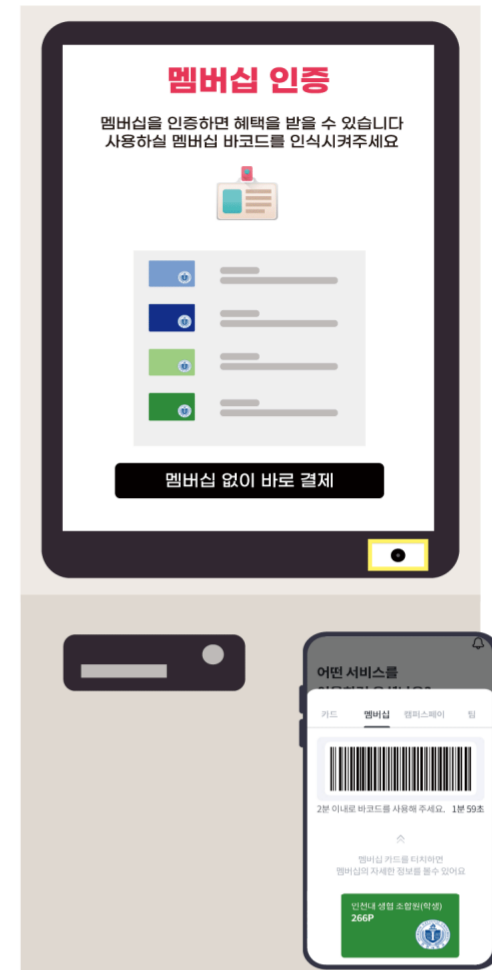 멤버십 인증
멤버십을 인증하면 혜택을 받을 수 있습니다
사용하실 멤버십 바코드를 인식시켜주세요
멤버십 없이 바로 결제
어떤 서비스를
카드 멤버십 캠퍼스페이 팀
2분 이내로 바코드를 사용해 주세요. 1분 59초
멤버십 카드를 터치하면
멤버십의 자세한 정보를 볼수 있어요
인천대 생협 조합원(학생)
266P